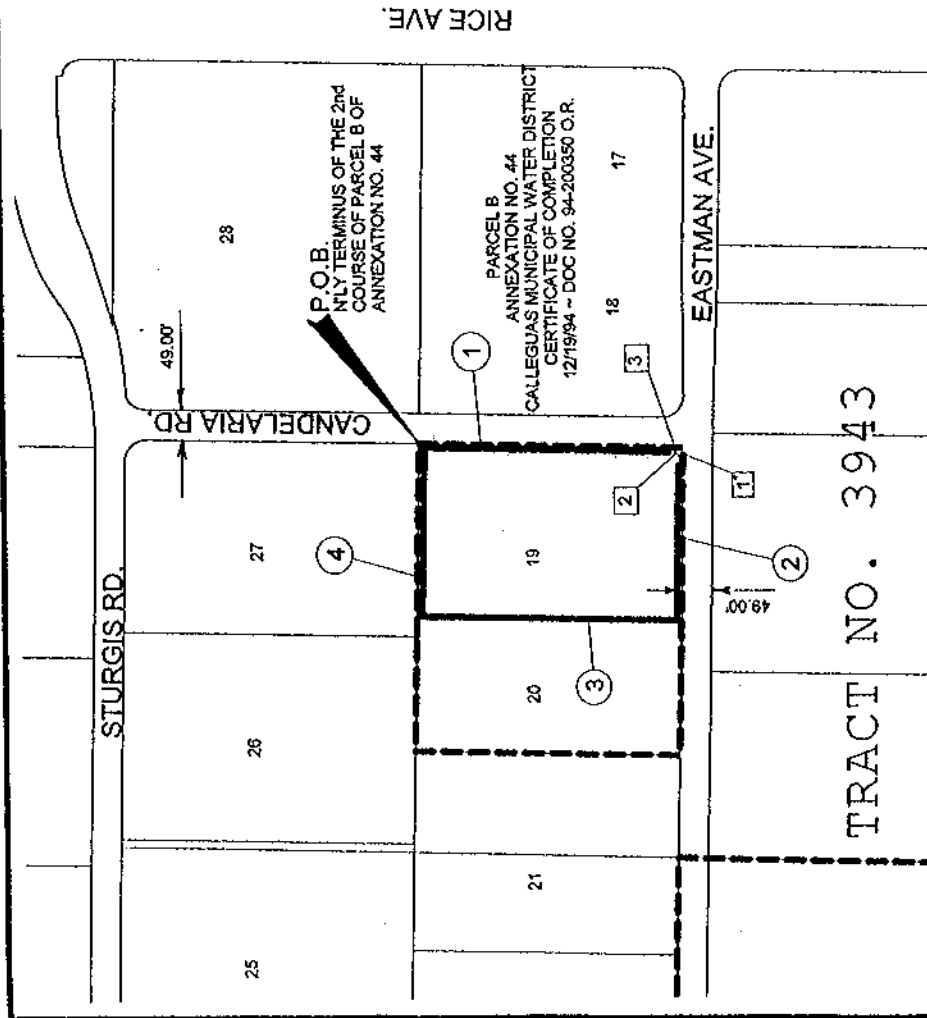 RICE AVE.
28
49.00'
P.O.B.
N'LY TERMINUS OF THE 2nd
COURSE OF PARCEL B OF
ANNEXATION NO. 44
PARCEL B
ANNEXATION NO. 44
CALLEGUAS MUNICIPAL WATER DISTRICT
CERTIFICATE OF COMPLETION
12/19/94 ~ DOC NO. 94-200350 O.R.
17
18
EASTMAN AVE.
CANDELARIA RD.
1
3
2
1
STURGIS RD.
27
4
19
2
49.00'
3
26
20
25
21
TRACT NO. 3943